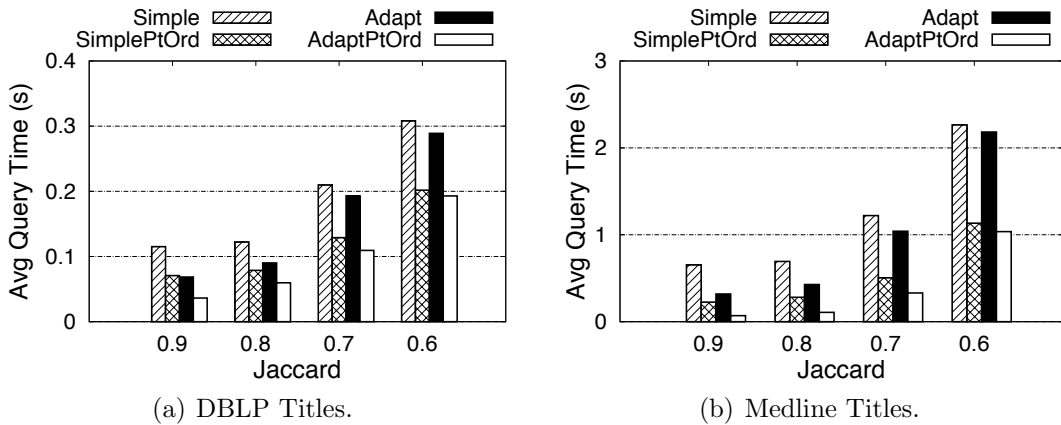 Simple
SimplePtOrd
Adapt
AdaptPtOrd
Avg Query Time (s)
0.4
0.3
0.2
0.1
0
0.9 0.8 0.7 0.6
Jaccard
(a) DBLP Titles.
Simple
SimplePtOrd
Adapt
AdaptPtOrd
Avg Query Time (s)
3
2
1
0
0.9 0.8 0.7 0.6
Jaccard
(b) Medline Titles.